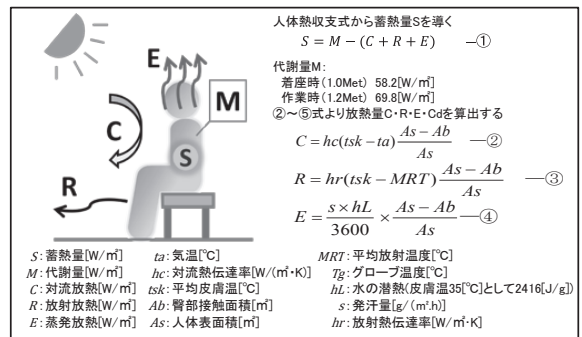 人体熱収支式から蓄熱量Sを導く
S = M − (C + R + E) −①
代謝量M:
着座時(1.0Met) 58.2[W/㎡]
作業時(1.2Met) 69.8[W/㎡]
②～⑤式より放熱量C・R・E・Cdを算出する
C = hc(tsk − ta) As − Ab / As −②
R = hr(tsk − MRT) As − Ab / As −③
E = s × hL / 3600 × As − Ab / As −④
E
M
C
S
R
S:蓄熱量[W/㎡] ta:気温[℃] MRT:平均放射温度[℃]
M:代謝量[W/㎡] hc:対流熱伝達率[W/(㎡・K)] Tg:グローブ温度[℃]
C:対流放熱[W/㎡] tsk:平均皮膚温[℃] hL:水の潜熱(皮膚温35[℃]として2416[J/g]
R:放射放熱[W/㎡] Ab:臀部接触面積[㎡] s:発汗量[g/(㎡.h)]
E:蒸発放熱[W/㎡] As:人体表面積[㎡] hr:放射熱伝達率[W/㎡・K]